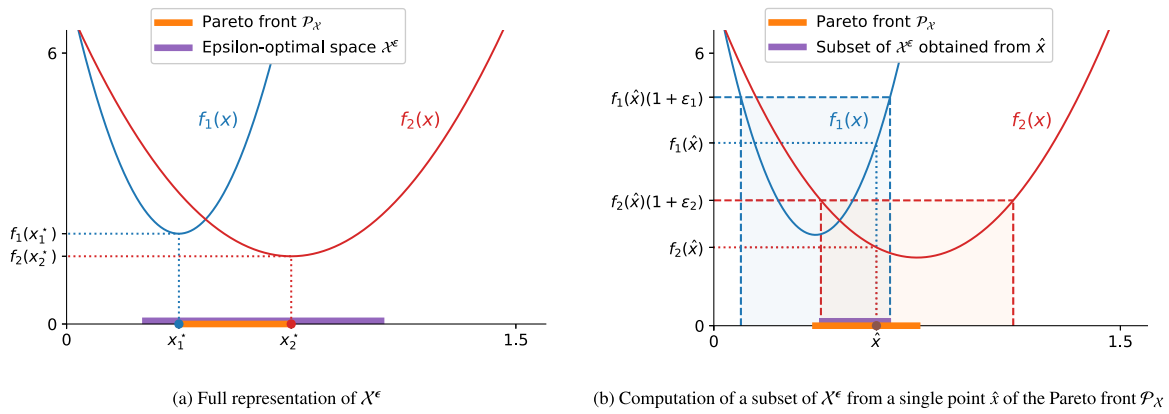 Pareto front 𝒫_𝒳
Epsilon-optimal space 𝒳^ϵ
6
f₁(x)
f₂(x)
f₁(x₁⋆)
f₂(x₂⋆)
0
0
x₁⋆
x₂⋆
1.5
(a) Full representation of 𝒳^ϵ
Pareto front 𝒫_𝒳
Subset of 𝒳^ϵ obtained from x̂
6
f₁(x̂)(1 + ε₁)
f₁(x)
f₂(x)
f₁(x̂)
f₂(x̂)(1 + ε₂)
f₂(x̂)
0
0
x̂
1.5
(b) Computation of a subset of 𝒳^ϵ from a single point x̂ of the Pareto front 𝒫_𝒳